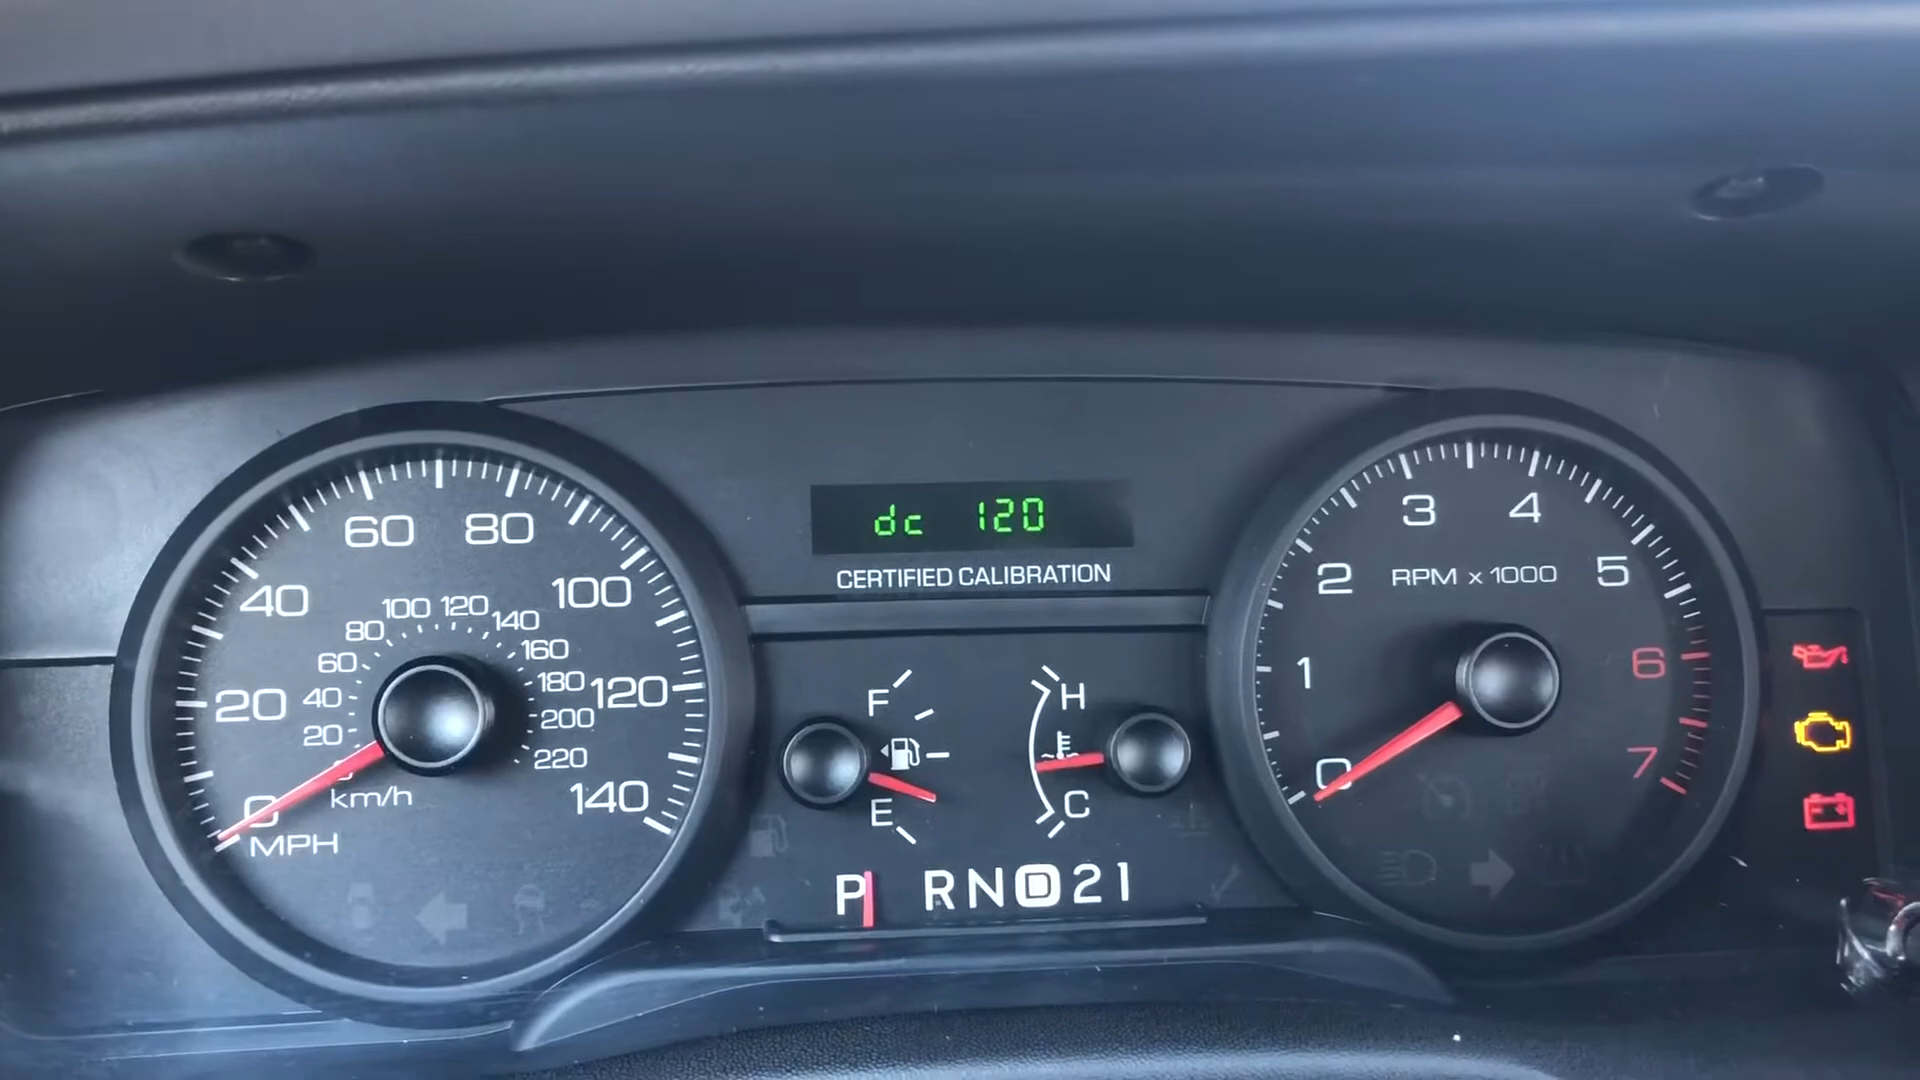 dc 120
CERTIFIED CALIBRATION
0 20 40 60 80 100 120 140
MPH
0 20 40 60 80 100 120 140 160 180 200 220
km/h
F
E
H
C
P R N D 2 1
0 1 2 3 4 5 6 7
RPM x 1000